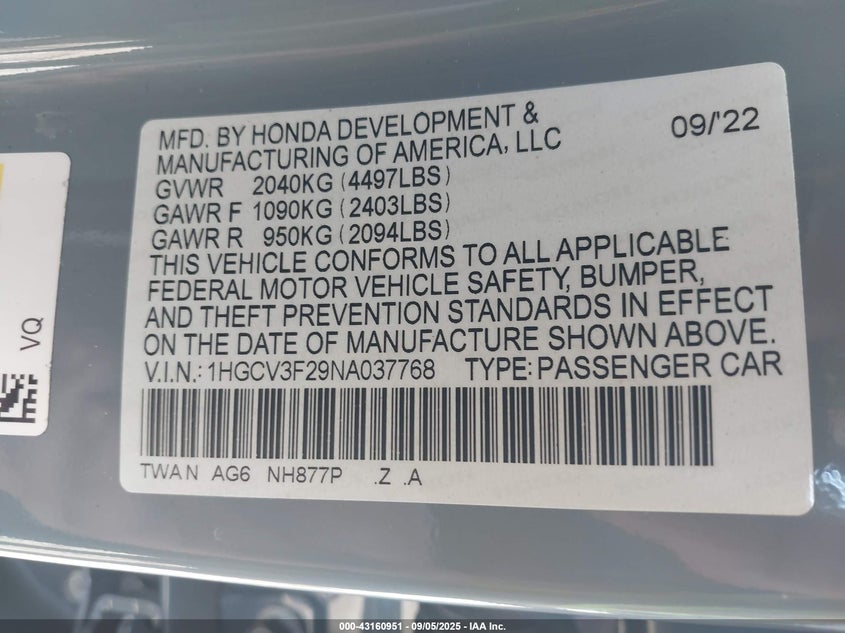 MFD. BY HONDA DEVELOPMENT &
MANUFACTURING OF AMERICA, LLC
09/'22
GVWR 2040KG (4497LBS)
GAWR F 1090KG (2403LBS)
GAWR R 950KG (2094LBS)
THIS VEHICLE CONFORMS TO ALL APPLICABLE
FEDERAL MOTOR VEHICLE SAFETY, BUMPER,
AND THEFT PREVENTION STANDARDS IN EFFECT
ON THE DATE OF MANUFACTURE SHOWN ABOVE.
V.I.N.: 1HGCV3F29NA037768 TYPE: PASSENGER CAR
TWAN AG6 NH877P .Z .A
VQ
000-43160951 - 09/05/2025 - IAA Inc.